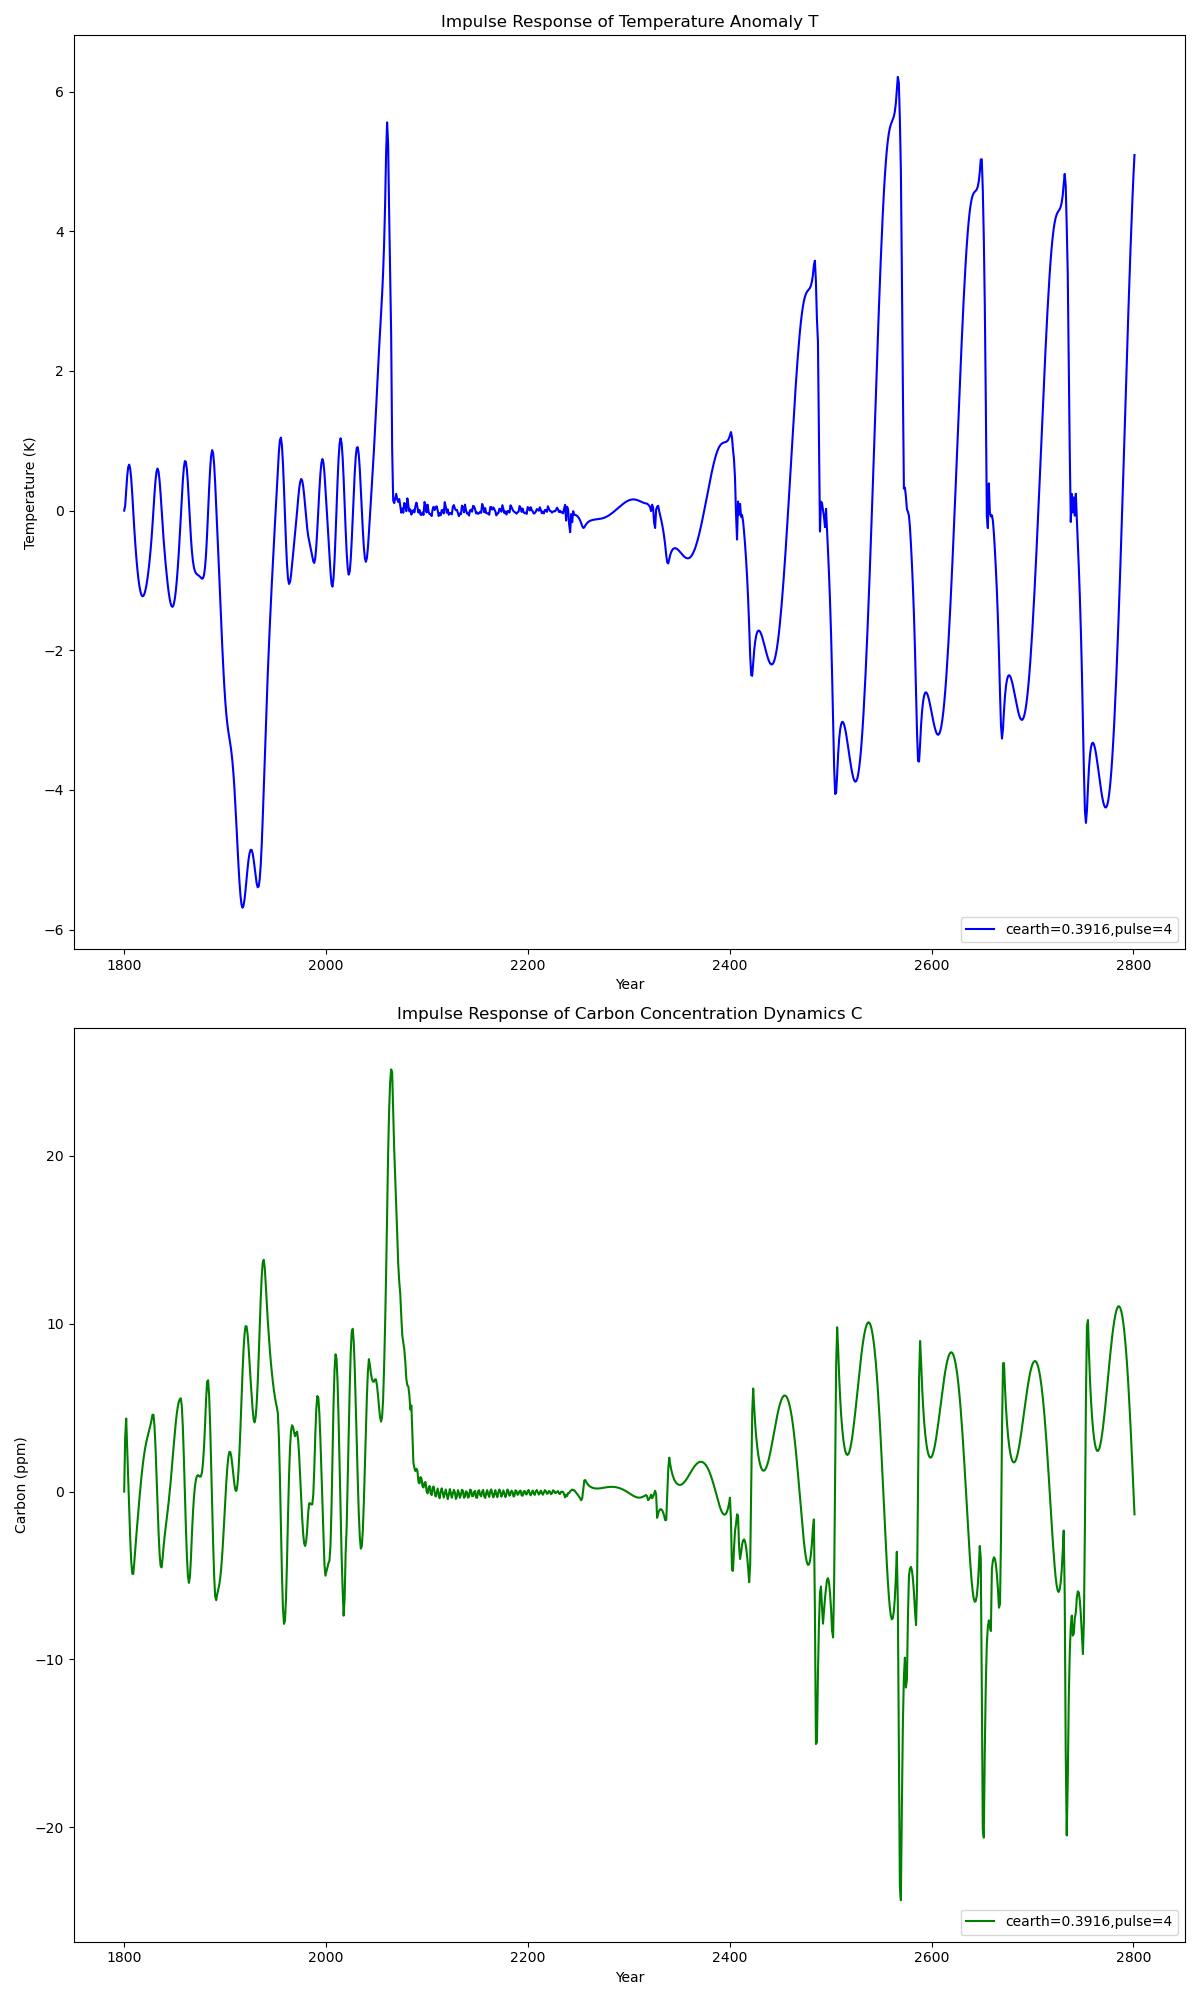 Impulse Response of Temperature Anomaly T
6
4
2
0
−2
−4
−6
Temperature (K)
cearth=0.3916,pulse=4
1800 2000 2200 2400 2600 2800
Year
Impulse Response of Carbon Concentration Dynamics C
20
10
0
−10
−20
Carbon (ppm)
cearth=0.3916,pulse=4
1800 2000 2200 2400 2600 2800
Year